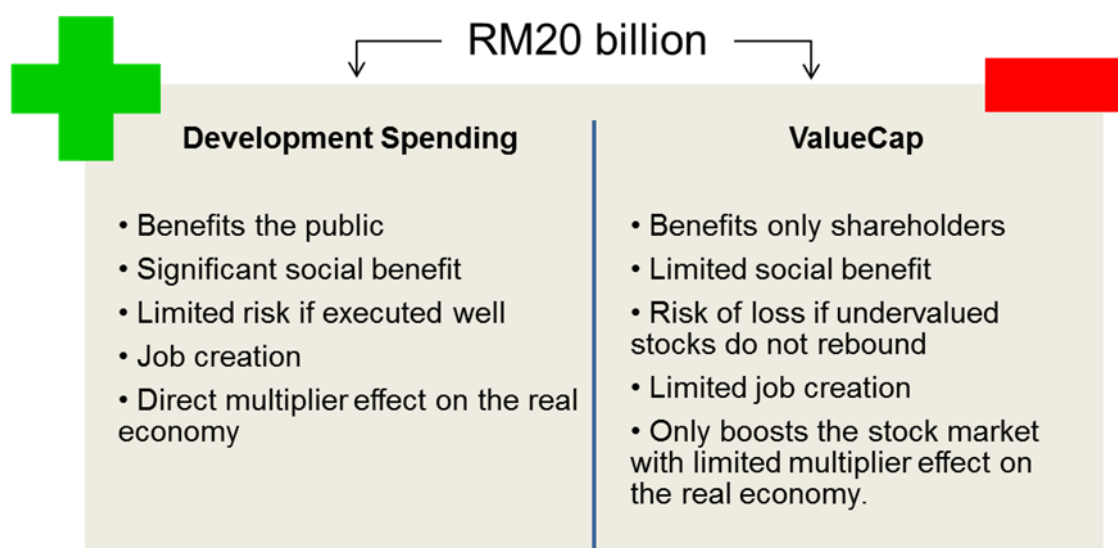 RM20 billion
Development Spending
• Benefits the public
• Significant social benefit
• Limited risk if executed well
• Job creation
• Direct multiplier effect on the real
economy
ValueCap
• Benefits only shareholders
• Limited social benefit
• Risk of loss if undervalued
stocks do not rebound
• Limited job creation
• Only boosts the stock market
with limited multiplier effect on
the real economy.